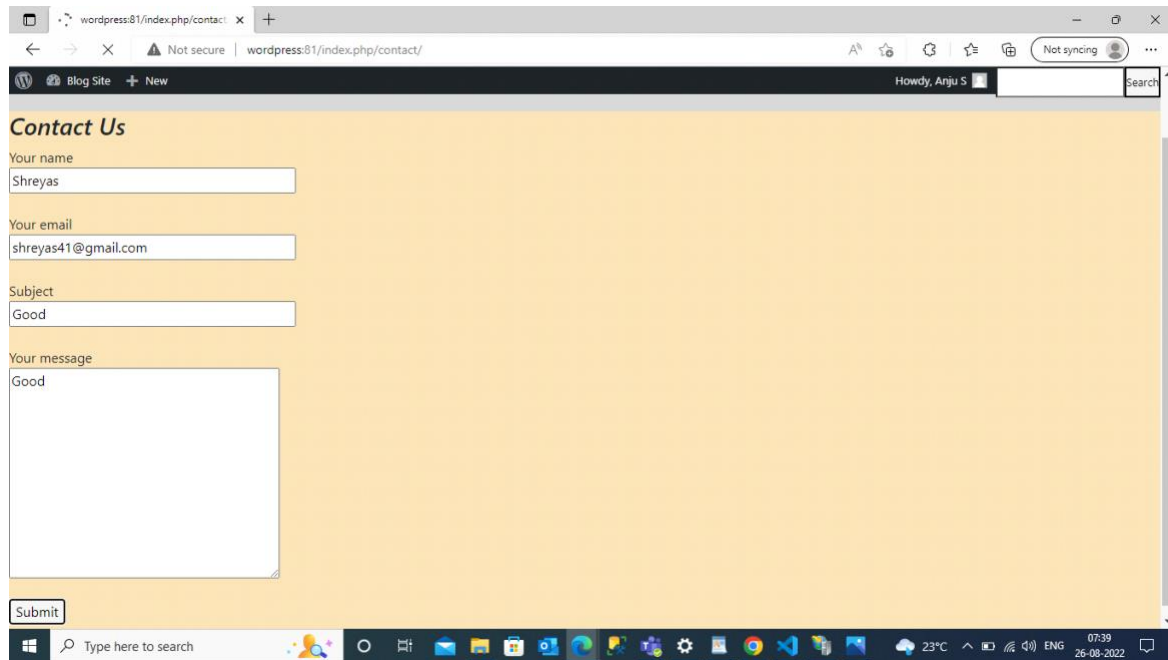 wordpress:81/index.php/contact
Not secure wordpress:81/index.php/contact/ Not syncing
Blog Site + New Howdy, Anju S Search
Contact Us
Your name
Shreyas
Your email
shreyas41@gmail.com
Subject
Good
Your message
Good
Submit
Type here to search 23°C ENG 07:39
26-08-2022